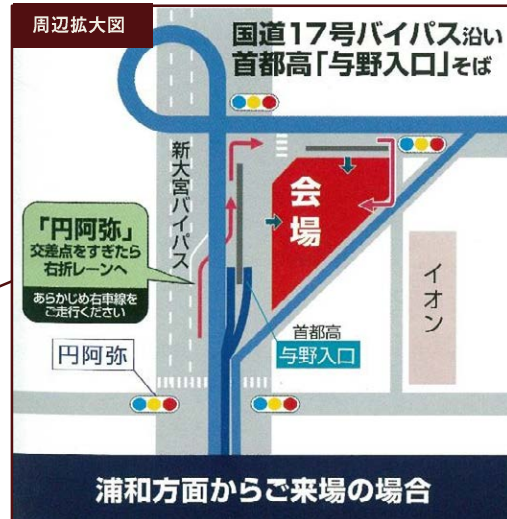 周辺拡大図
国道17号バイパス沿い
首都高「与野入口」そば
新大宮バイパス
会場
「円阿弥」
交差点をすぎたら
右折レーンへ
あらかじめ右車線を
ご走行ください
イオン
首都高
与野入口
円阿弥
浦和方面からご来場の場合